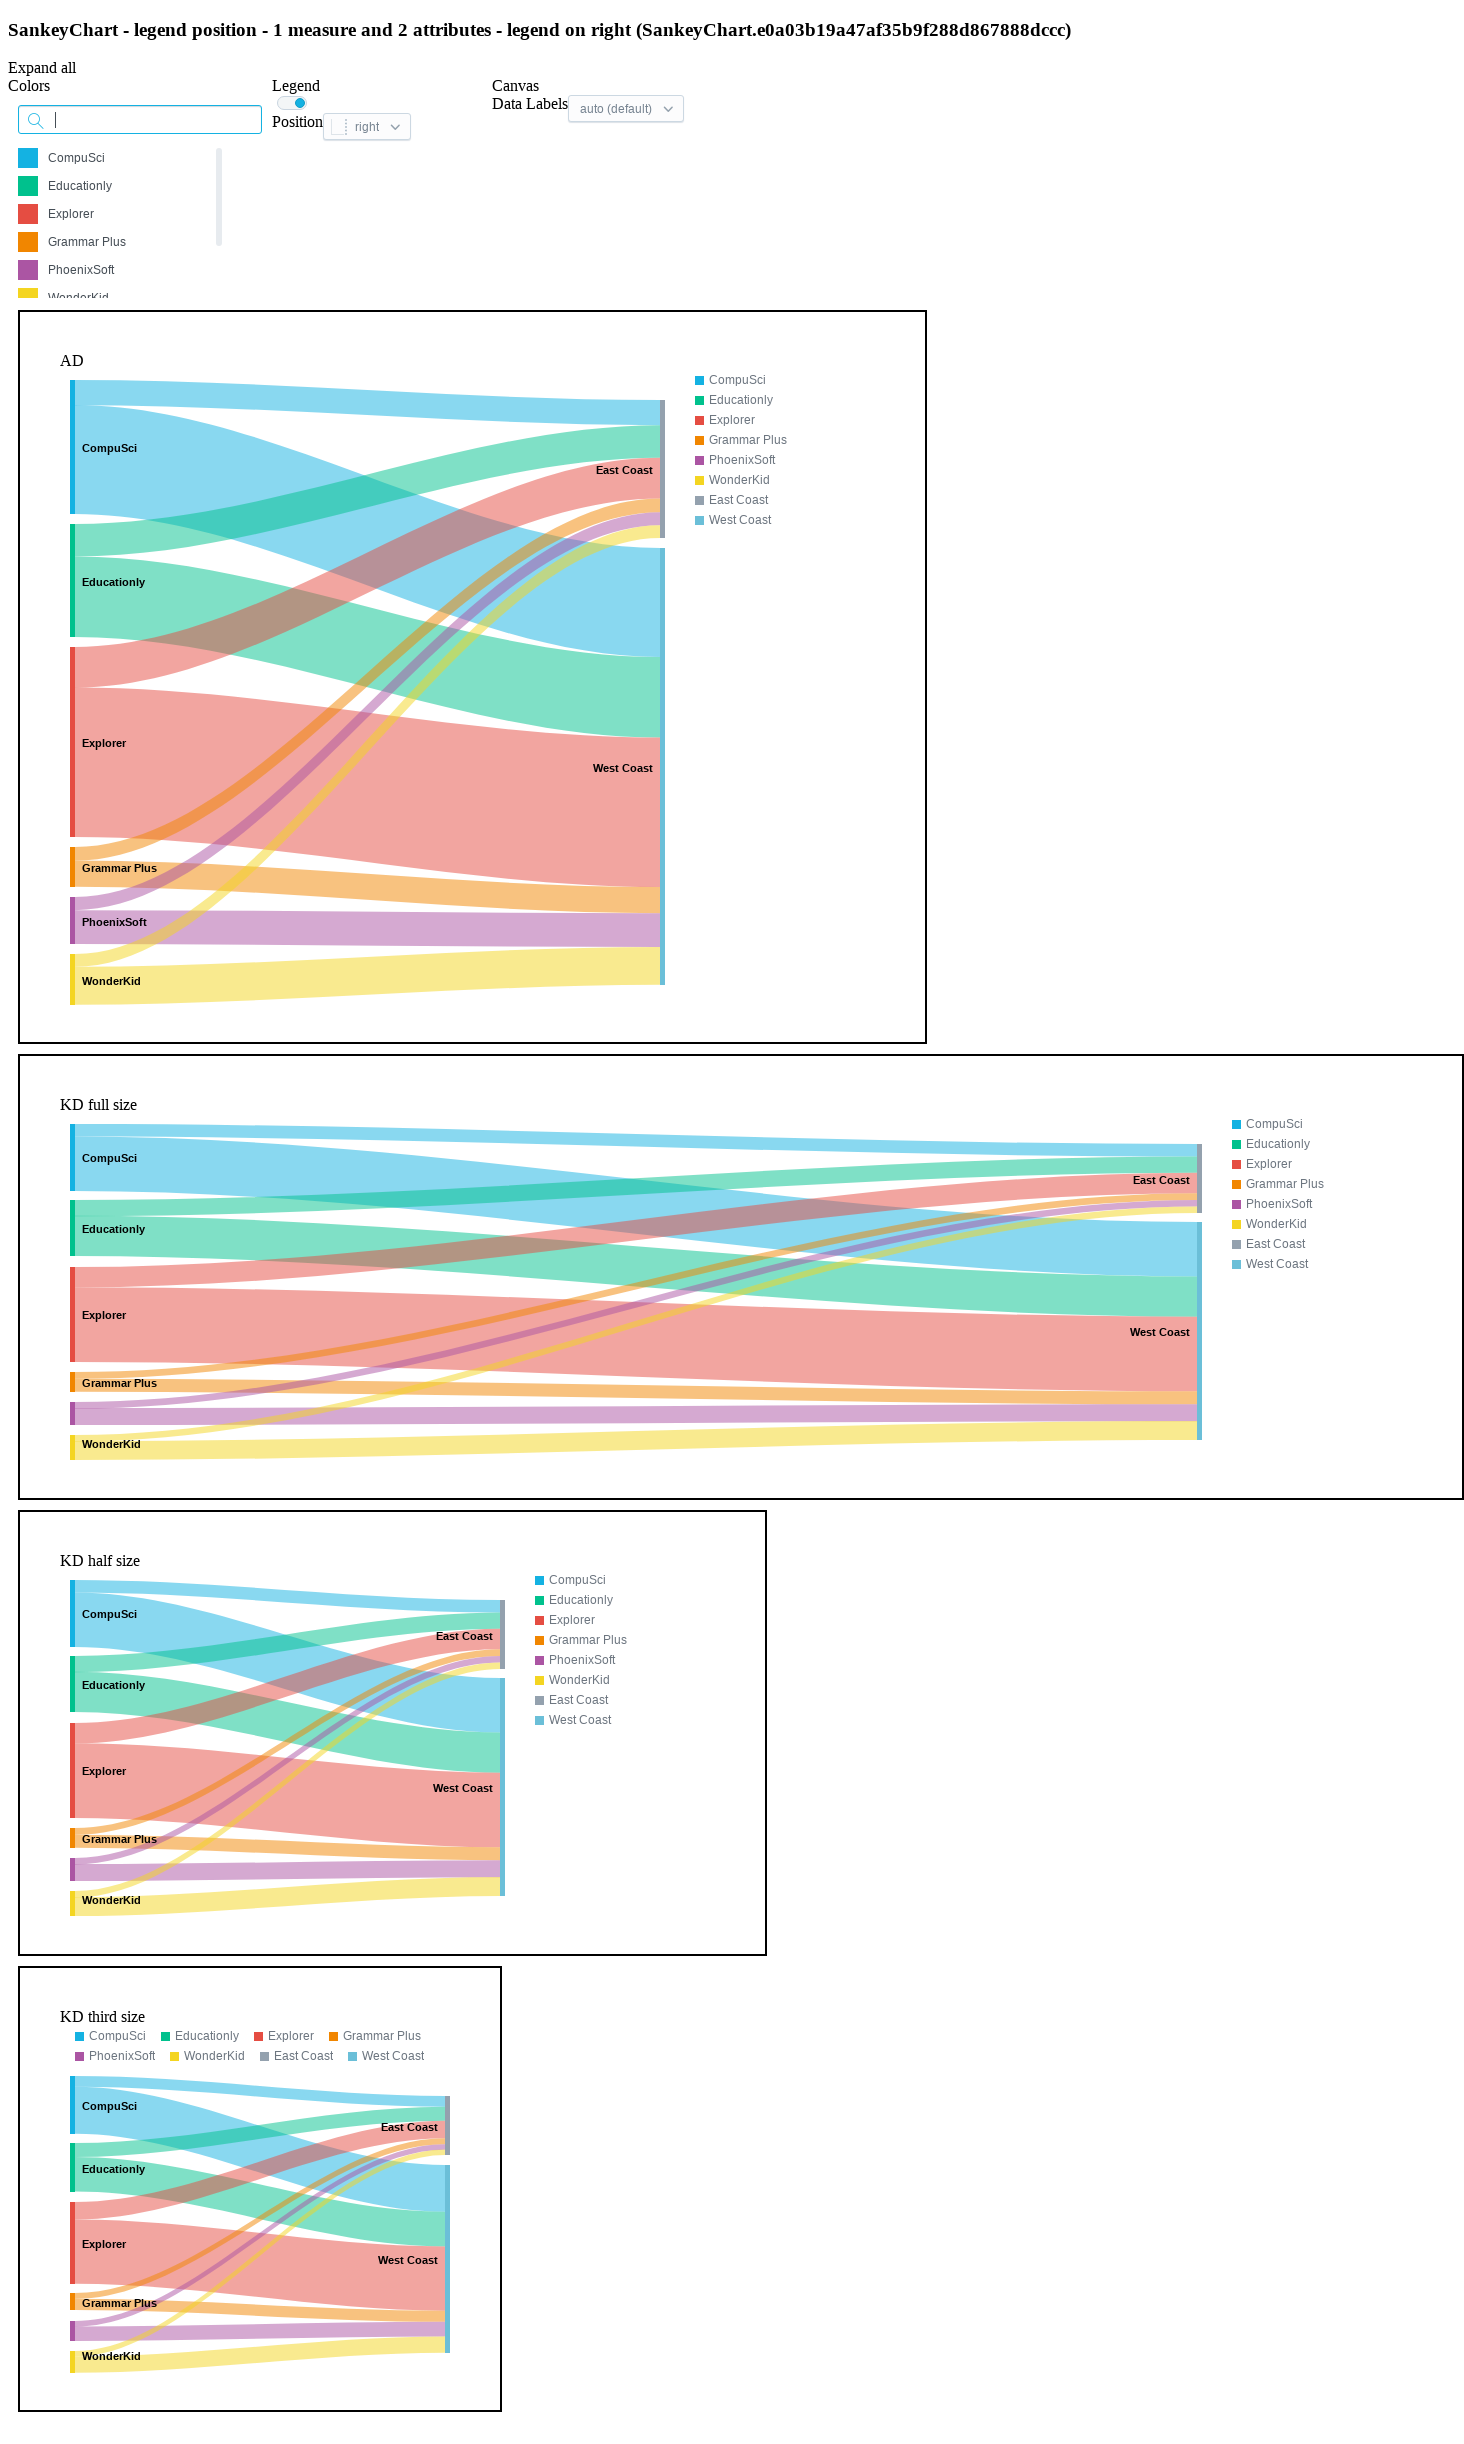 SankeyChart - legend position - 1 measure and 2 attributes - legend on right (SankeyChart.e0a03b19a47af35b9f288d867888dccc)
Expand all
Colors
CompuSci
Educationly
Explorer
Grammar Plus
PhoenixSoft
WonderKid
Legend
Position
right
Canvas
Data Labels
auto (default)
AD
CompuSci
Educationly
Explorer
Grammar Plus
PhoenixSoft
WonderKid
East Coast
West Coast
CompuSci
Educationly
Explorer
Grammar Plus
PhoenixSoft
WonderKid
East Coast
West Coast
KD full size
CompuSci
Educationly
Explorer
Grammar Plus
WonderKid
East Coast
West Coast
CompuSci
Educationly
Explorer
Grammar Plus
PhoenixSoft
WonderKid
East Coast
West Coast
KD half size
CompuSci
Educationly
Explorer
Grammar Plus
WonderKid
East Coast
West Coast
CompuSci
Educationly
Explorer
Grammar Plus
PhoenixSoft
WonderKid
East Coast
West Coast
KD third size
CompuSci Educationly Explorer Grammar Plus
PhoenixSoft WonderKid East Coast West Coast
CompuSci
Educationly
Explorer
Grammar Plus
WonderKid
East Coast
West Coast